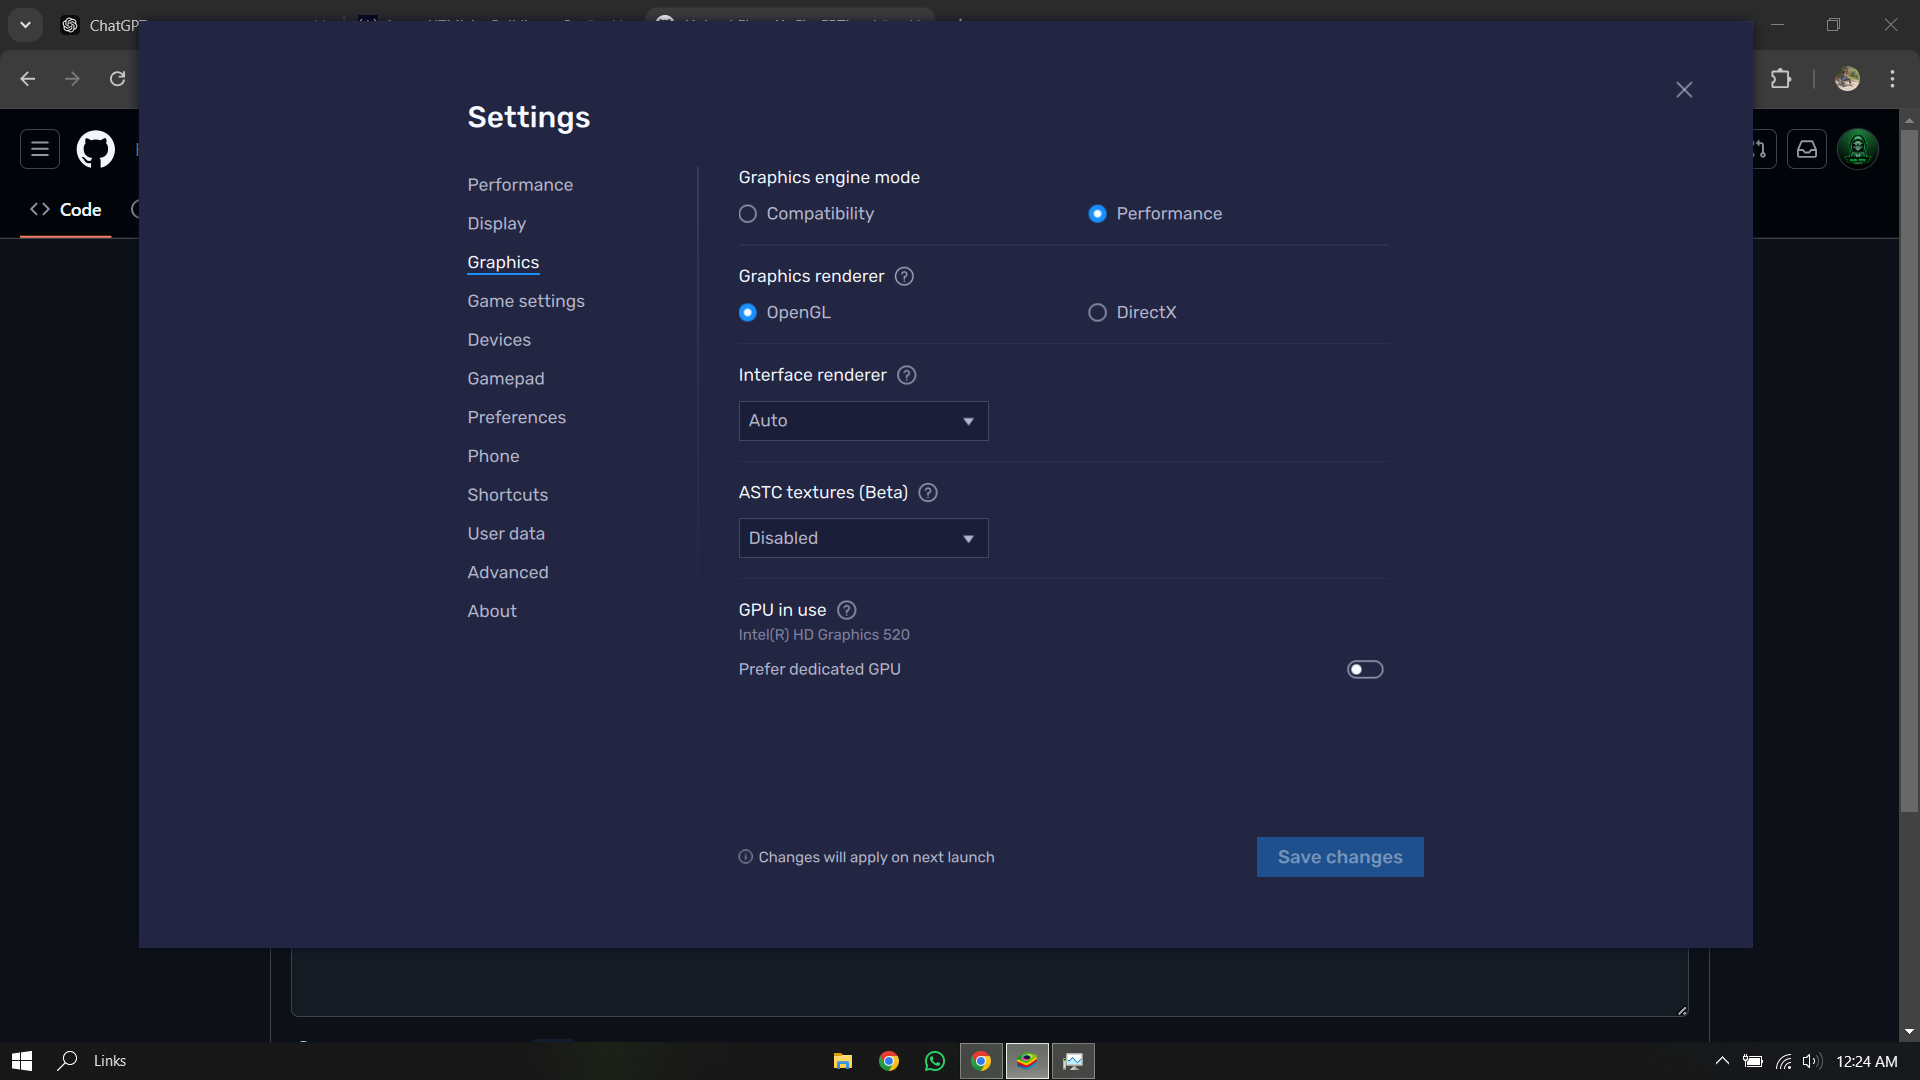 ChatGPT
Code
Settings
Performance
Display
Graphics
Game settings
Devices
Gamepad
Preferences
Phone
Shortcuts
User data
Advanced
About
Graphics engine mode
Compatibility
Performance
Graphics renderer
OpenGL
DirectX
Interface renderer
Auto
ASTC textures (Beta)
Disabled
GPU in use
Intel(R) HD Graphics 520
Prefer dedicated GPU
Changes will apply on next launch
Save changes
Links
12:24 AM